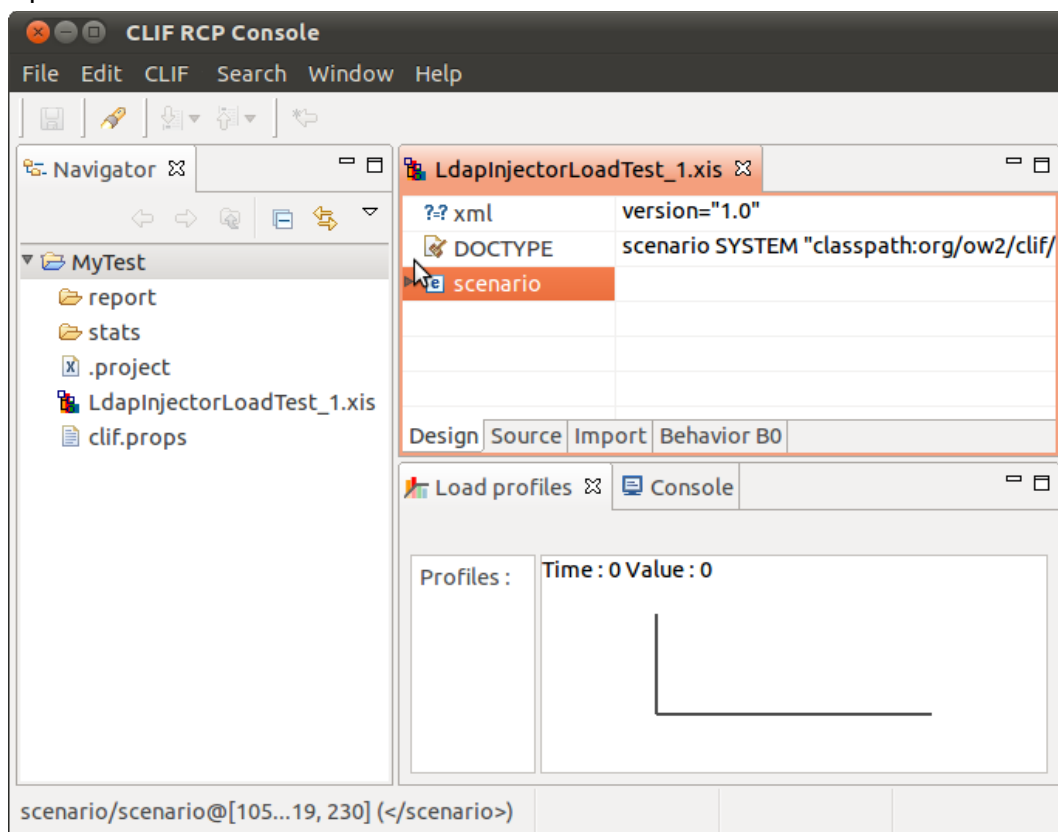 CLIF RCP Console
File Edit CLIF Search Window Help
Navigator
MyTest
report
stats
.project
LdapInjectorLoadTest_1.xis
clif.props
LdapInjectorLoadTest_1.xis
?=? xml version="1.0"
DOCTYPE scenario SYSTEM "classpath:org/ow2/clif/
e scenario
Design Source Import Behavior B0
Load profiles Console
Profiles : Time : 0 Value : 0
scenario/scenario@[105...19, 230] (</scenario>)